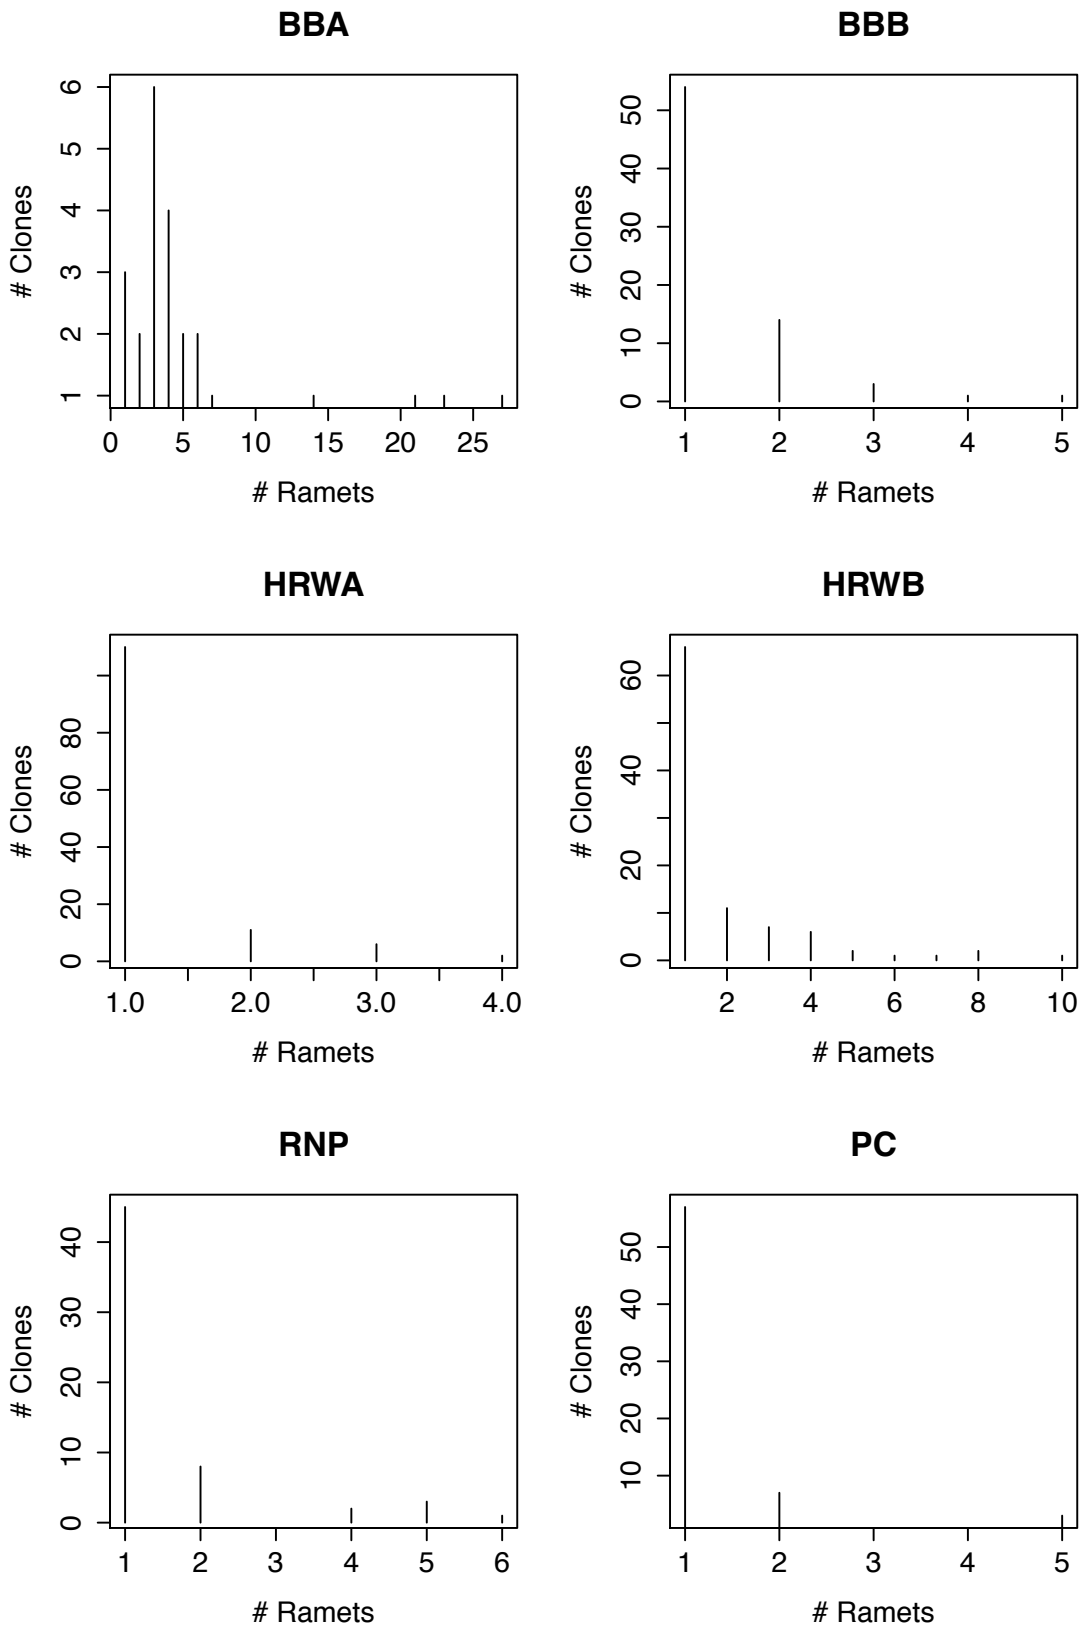 BBA
# Clones
1 2 3 4 5 6
0 5 10 15 20 25
# Ramets
BBB
# Clones
0 10 20 30 40 50
1 2 3 4 5
# Ramets
HRWA
# Clones
0 20 40 60 80
1.0 2.0 3.0 4.0
# Ramets
HRWB
# Clones
0 20 40 60
2 4 6 8 10
# Ramets
RNP
# Clones
0 10 20 30 40
1 2 3 4 5 6
# Ramets
PC
# Clones
10 20 30 40 50
1 2 3 4 5
# Ramets